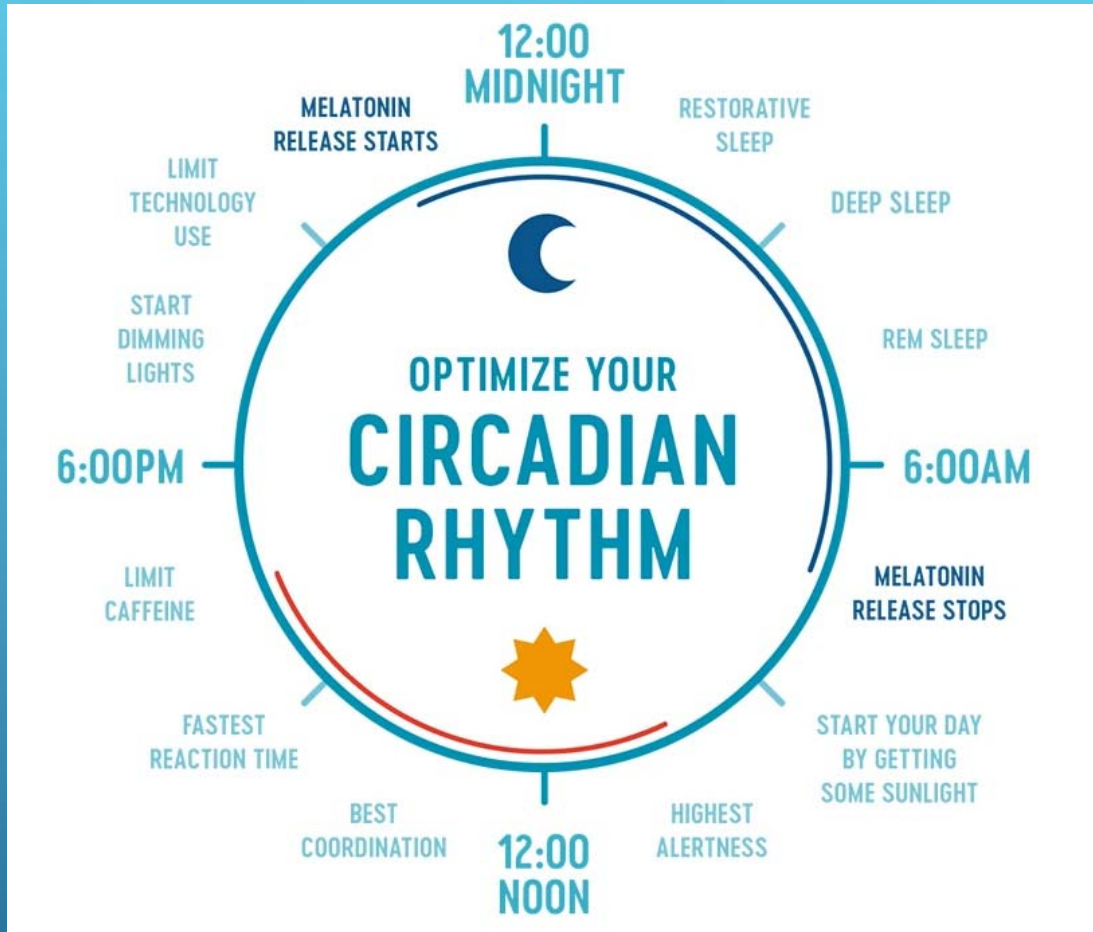 12:00
MIDNIGHT
RESTORATIVE
SLEEP
DEEP SLEEP
REM SLEEP
6:00AM
MELATONIN
RELEASE STOPS
START YOUR DAY
BY GETTING
SOME SUNLIGHT
HIGHEST
ALERTNESS
12:00
NOON
BEST
COORDINATION
FASTEST
REACTION TIME
LIMIT
CAFFEINE
6:00PM
START
DIMMING
LIGHTS
LIMIT
TECHNOLOGY
USE
MELATONIN
RELEASE STARTS
OPTIMIZE YOUR
CIRCADIAN
RHYTHM